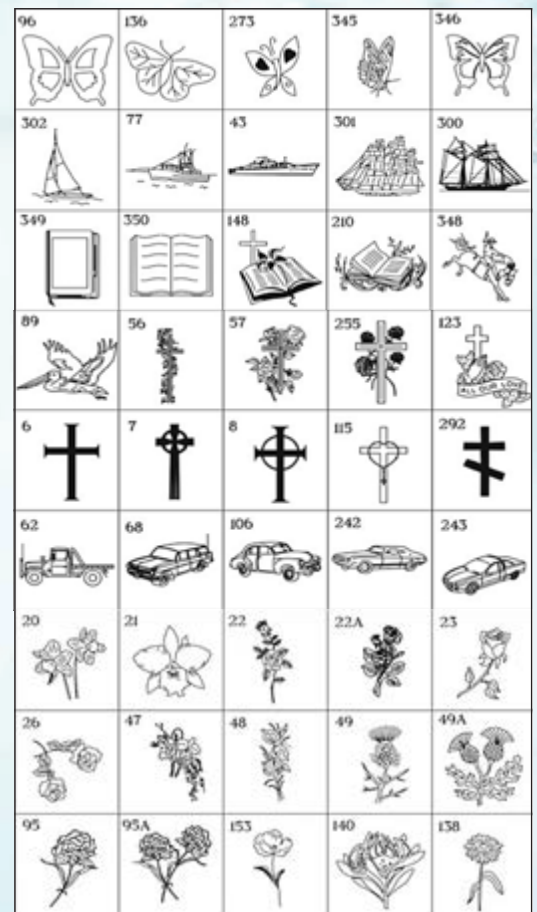 96 136 273 345 346
302 77 43 301 300
349 350 148 210 348
89 56 57 255 123
ALL OUR LOVE
6 7 8 115 292
62 68 106 242 243
20 21 22 22A 23
26 47 48 49 49A
95 95A 153 140 138